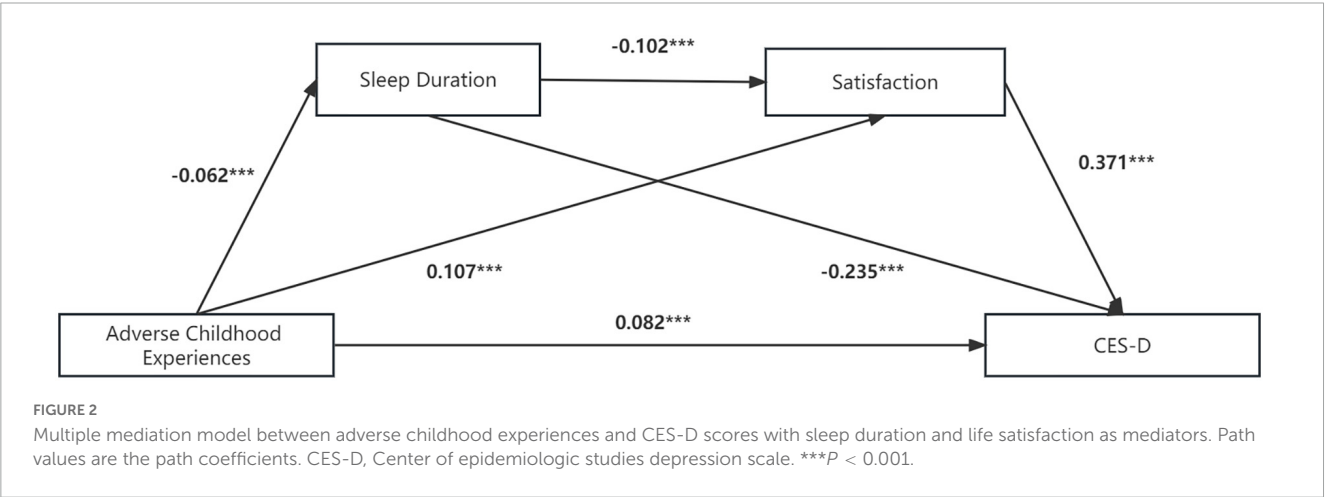 -0.102***
Sleep Duration
Satisfaction
-0.062***
0.371***
0.107***
-0.235***
0.082***
Adverse Childhood
Experiences
CES-D
FIGURE 2
Multiple mediation model between adverse childhood experiences and CES-D scores with sleep duration and life satisfaction as mediators. Path
values are the path coefficients. CES-D, Center of epidemiologic studies depression scale. ***P < 0.001.